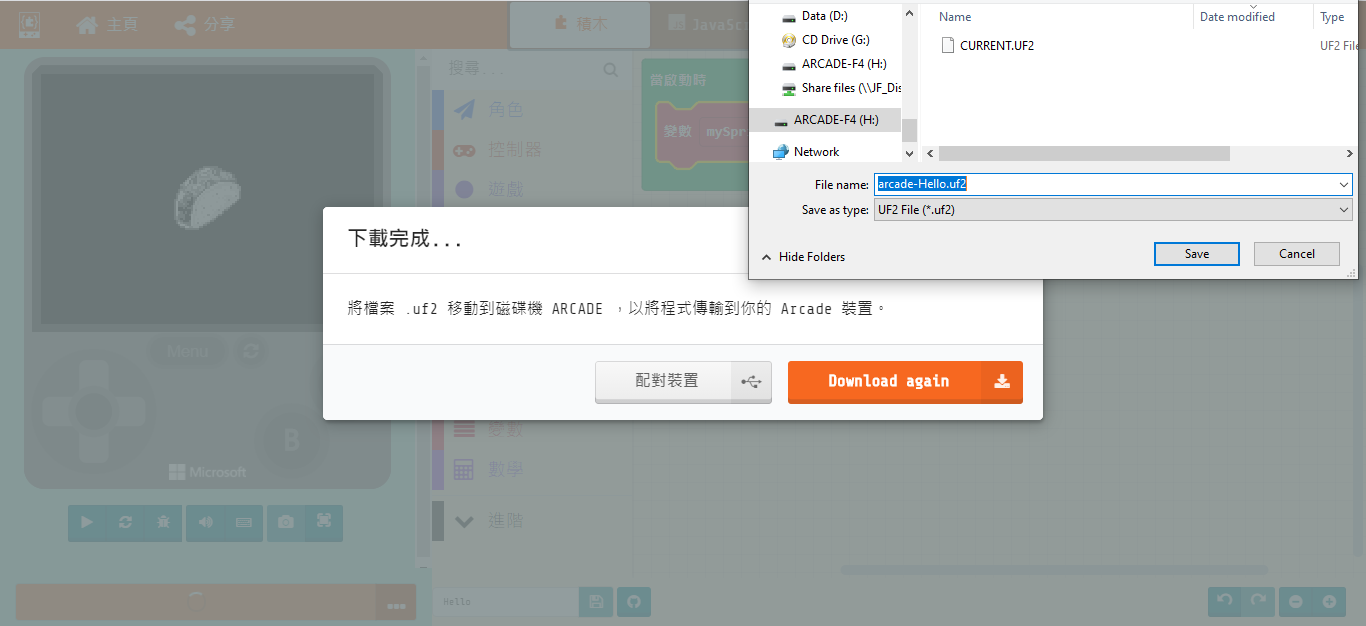 主頁
分享
積木
JavaSc
搜尋...
角色
控制器
遊戲
變數
數學
進階
當啟動時
變數 mySpr
Menu
B
Microsoft
Hello
Data (D:)
CD Drive (G:)
ARCADE-F4 (H:)
Share files (\\JF_Dis
ARCADE-F4 (H:)
Network
Name Date modified Type
CURRENT.UF2 UF2 File
File name: arcade-Hello.uf2
Save as type: UF2 File (*.uf2)
Hide Folders
Save Cancel
下載完成...
將檔案 .uf2 移動到磁碟機 ARCADE ，以將程式傳輸到你的 Arcade 裝置。
配對裝置
Download again